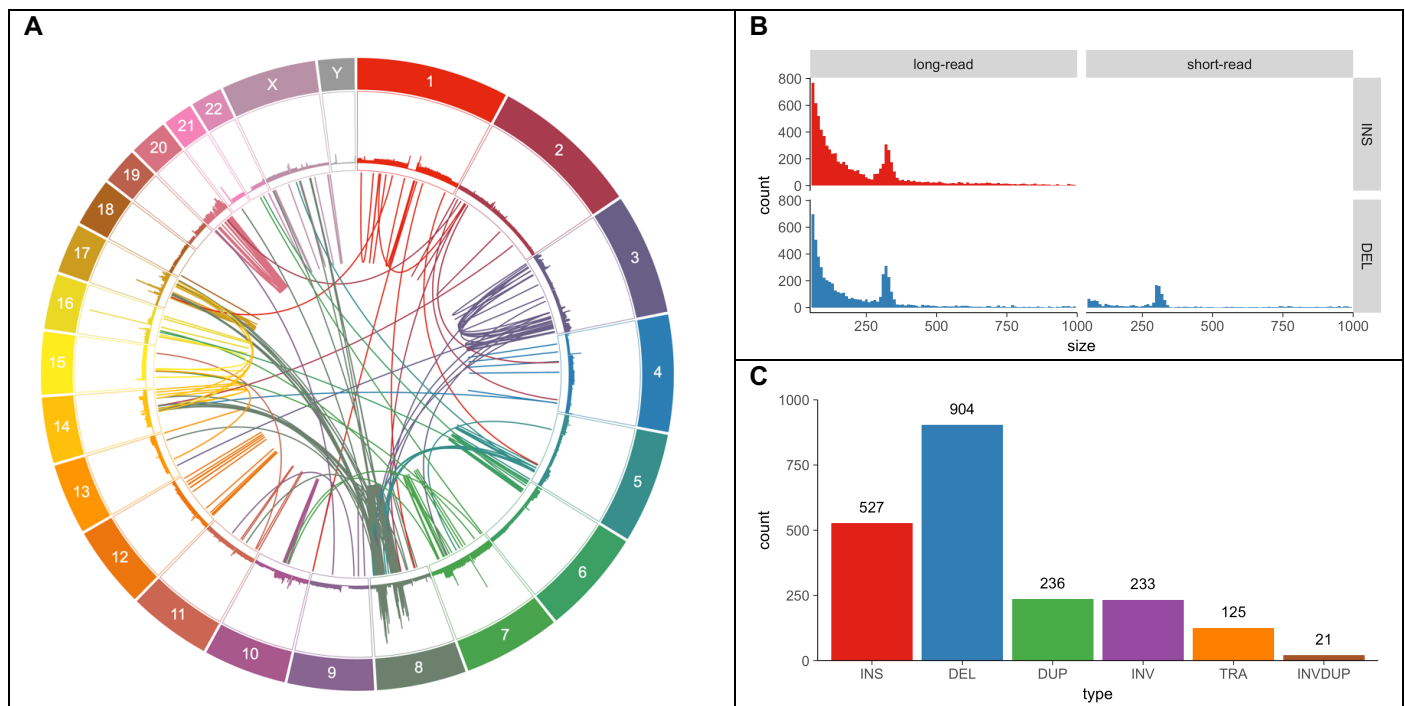 A
1
2
3
4
5
6
7
8
9
10
11
12
13
14
15
16
17
18
19
20
21
22
X
Y
B
long-read short-read
800
600
400
200
0
INS
count
800
600
400
200
0
DEL
250 500 750 1000 250 500 750 1000
size
C
1000
750
500
250
0
count
527 904 236 233 125 21
INS DEL DUP INV TRA INVDUP
type